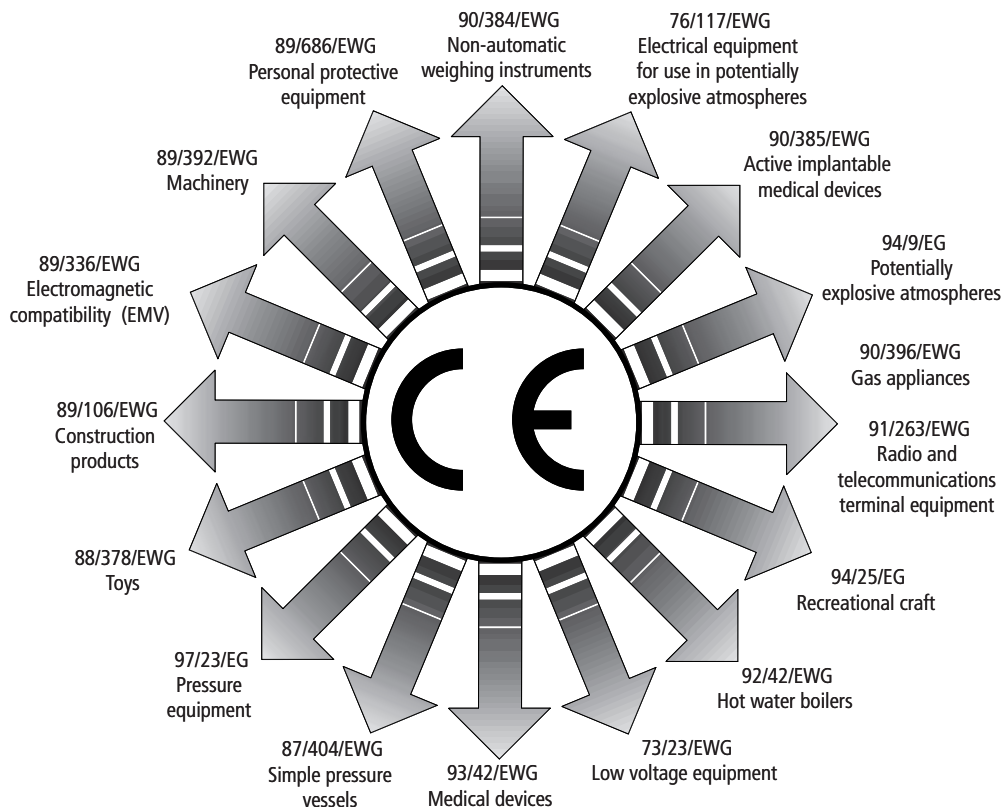 90/384/EWG
Non-automatic
weighing instruments
76/117/EWG
Electrical equipment
for use in potentially
explosive atmospheres
90/385/EWG
Active implantable
medical devices
94/9/EG
Potentially
explosive atmospheres
90/396/EWG
Gas appliances
91/263/EWG
Radio and
telecommunications
terminal equipment
94/25/EG
Recreational craft
92/42/EWG
Hot water boilers
73/23/EWG
Low voltage equipment
93/42/EWG
Medical devices
87/404/EWG
Simple pressure
vessels
97/23/EG
Pressure
equipment
88/378/EWG
Toys
89/106/EWG
Construction
products
89/336/EWG
Electromagnetic
compatibility (EMV)
89/392/EWG
Machinery
89/686/EWG
Personal protective
equipment
CE